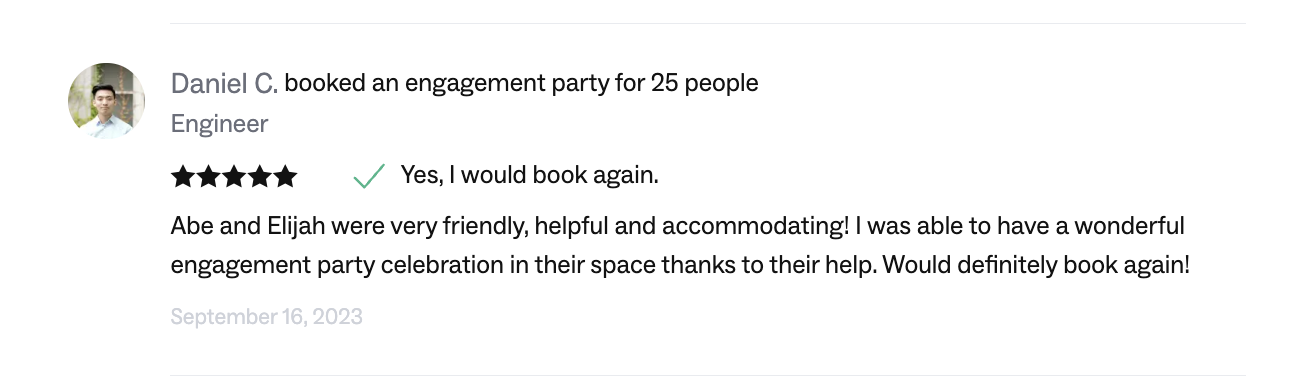 Daniel C. booked an engagement party for 25 people
Engineer
Yes, I would book again.
Abe and Elijah were very friendly, helpful and accommodating! I was able to have a wonderful
engagement party celebration in their space thanks to their help. Would definitely book again!
September 16, 2023